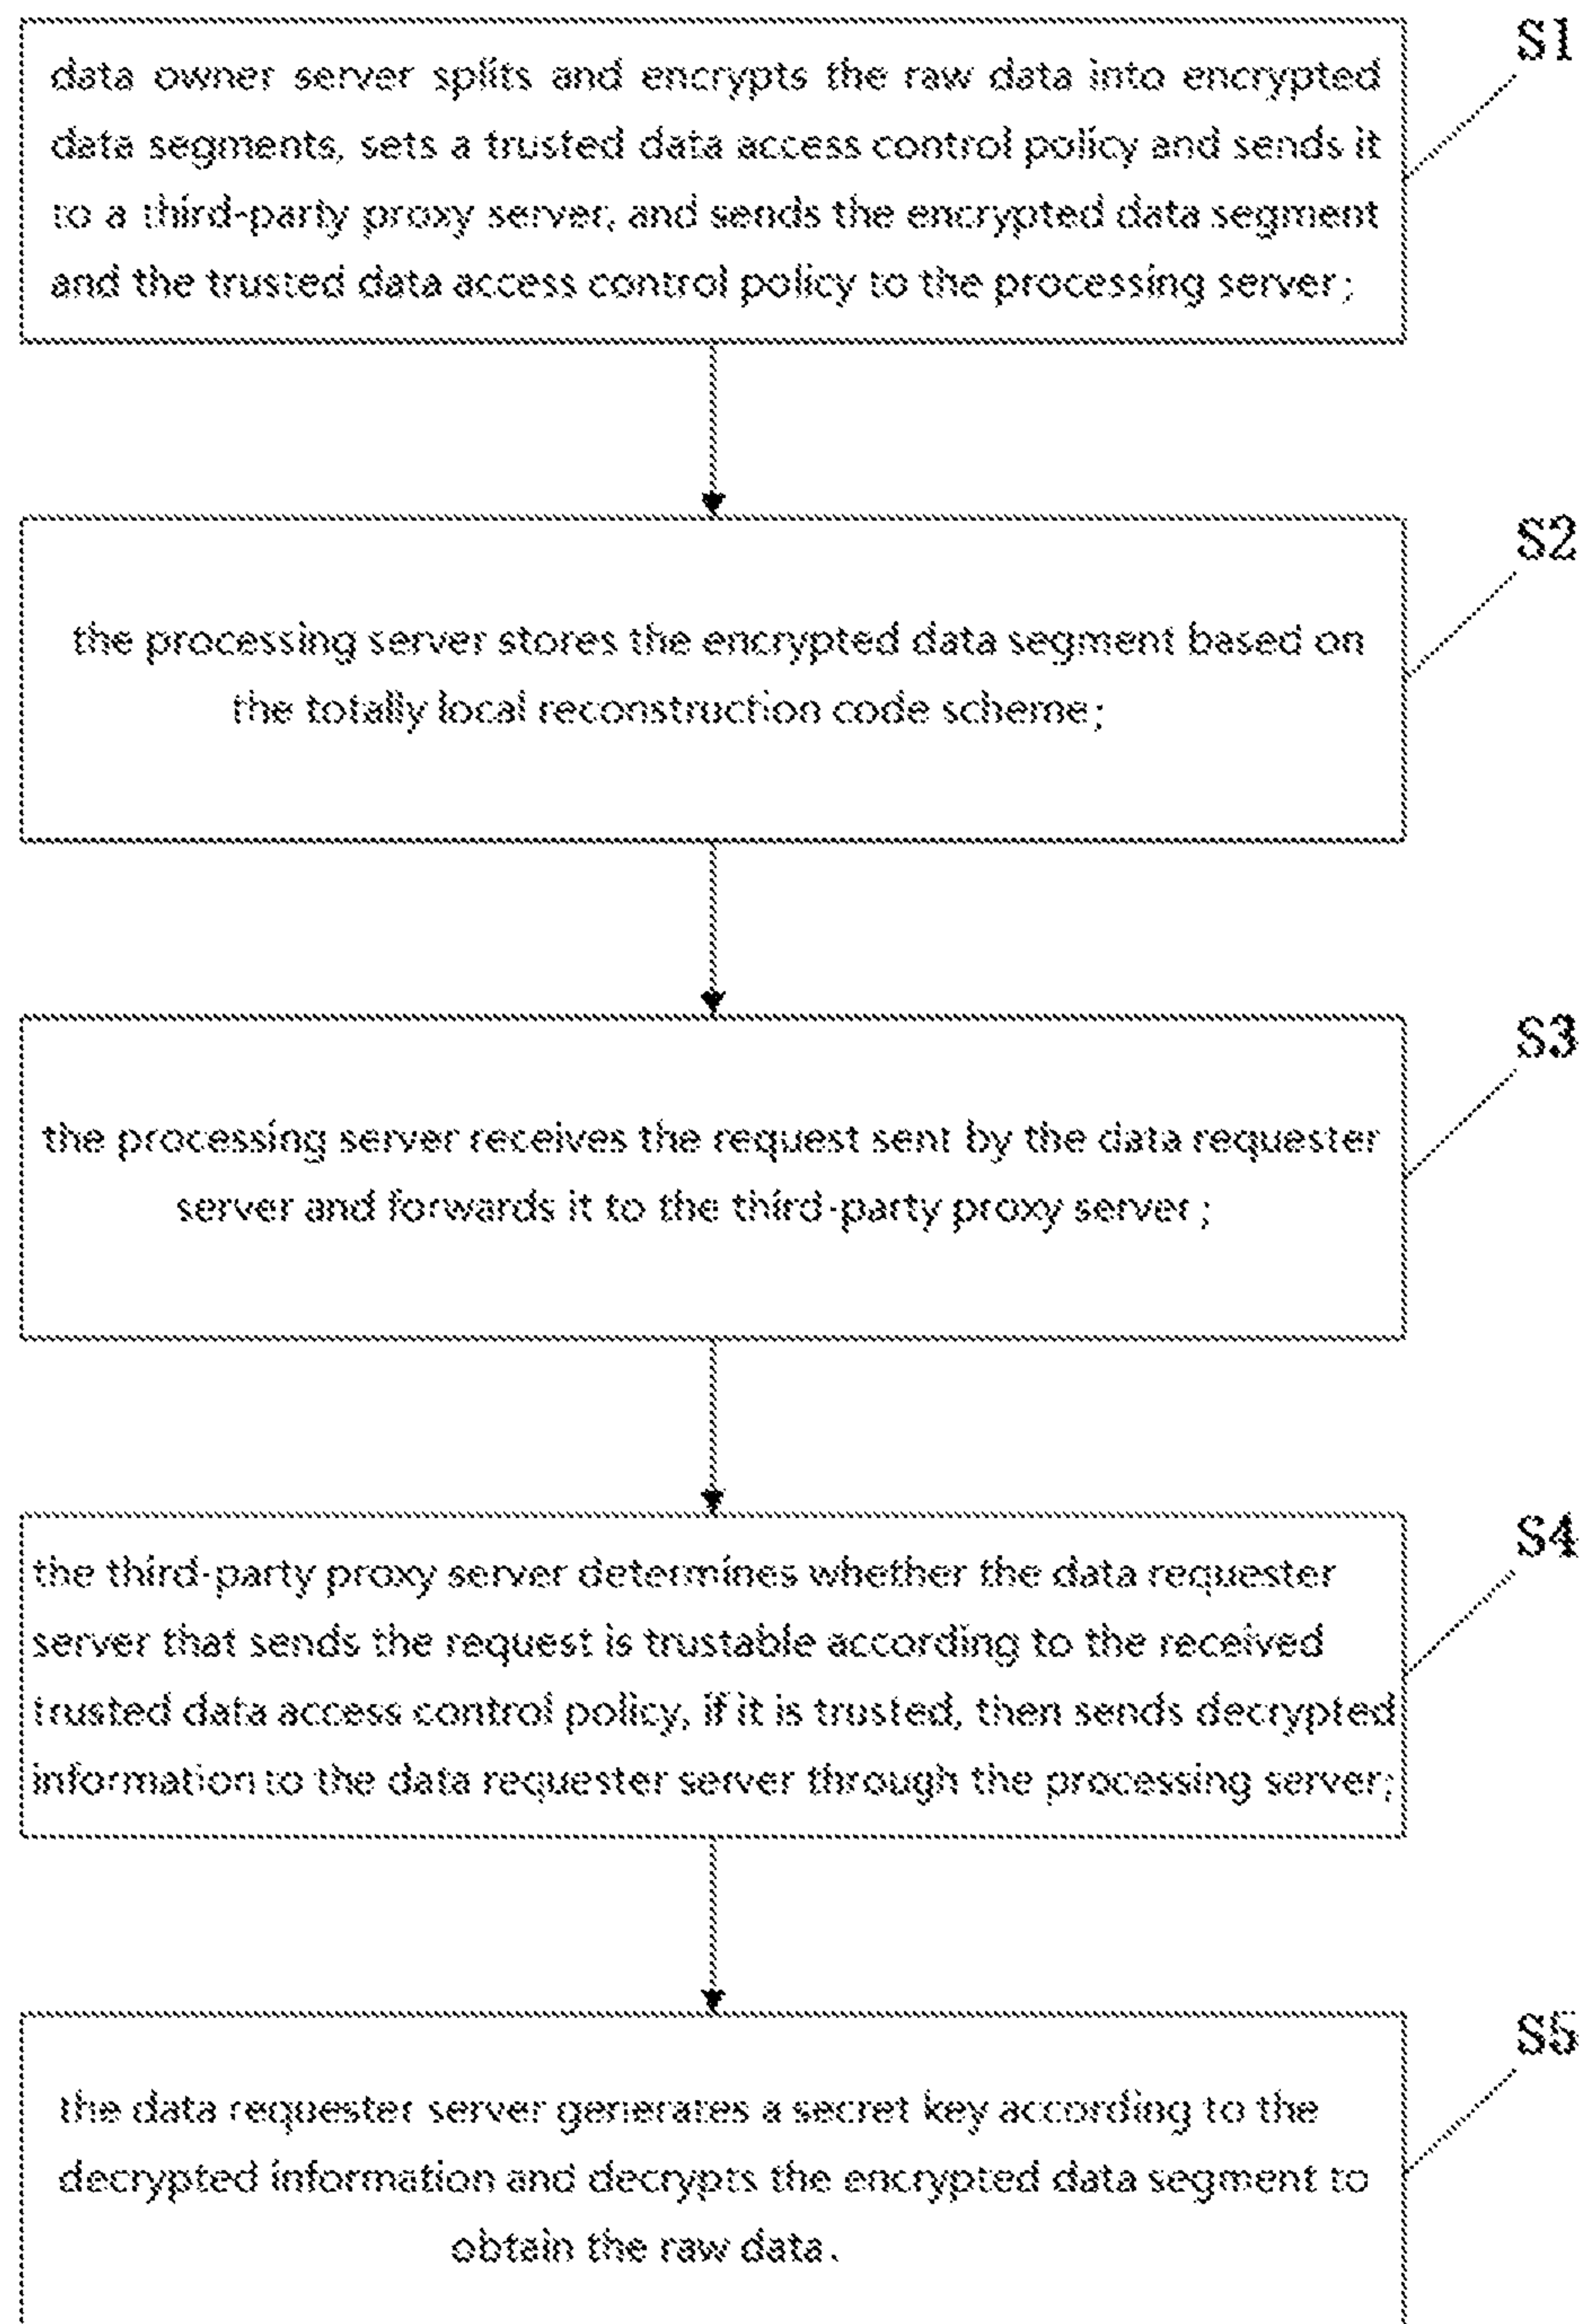 S1
data owner server splits and encrypts the raw data into encrypted
data segments, sets a trusted data access control policy and sends it
to a third-party proxy server, and sends the encrypted data segment
and the trusted data access control policy to the processing server;
S2
the processing server stores the encrypted data segment based on
the totally local reconstruction code scheme;
S3
the processing server receives the request sent by the data requester
server and forwards it to the third-party proxy server;
S4
the third-party proxy server determines whether the data requester
server that sends the request is trustable according to the received
trusted data access control policy, if it is trusted, then sends decrypted
information to the data requester server through the processing server;
S5
the data requester server generates a secret key according to the
decrypted information and decrypts the encrypted data segment to
obtain the raw data.